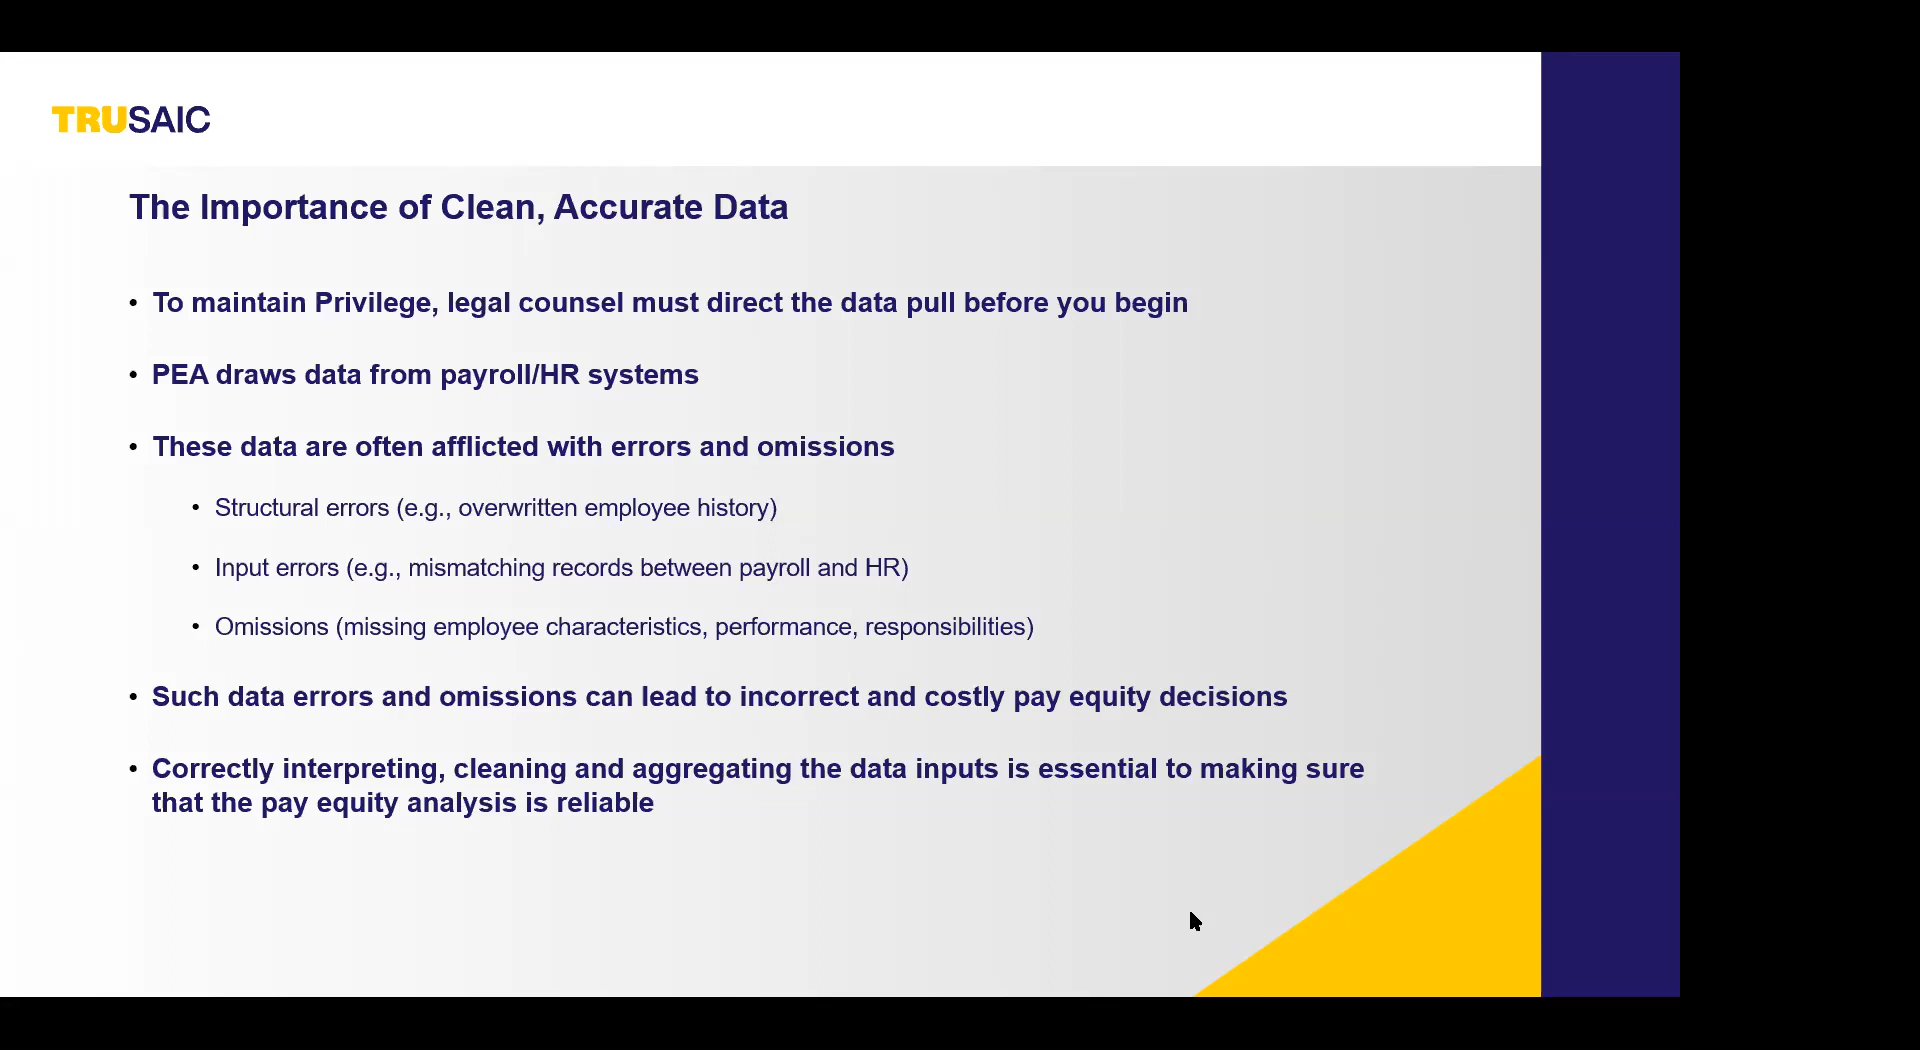 TRUSAIC
The Importance of Clean, Accurate Data
• To maintain Privilege, legal counsel must direct the data pull before you begin
• PEA draws data from payroll/HR systems
• These data are often afflicted with errors and omissions
• Structural errors (e.g., overwritten employee history)
• Input errors (e.g., mismatching records between payroll and HR)
• Omissions (missing employee characteristics, performance, responsibilities)
• Such data errors and omissions can lead to incorrect and costly pay equity decisions
• Correctly interpreting, cleaning and aggregating the data inputs is essential to making sure
that the pay equity analysis is reliable